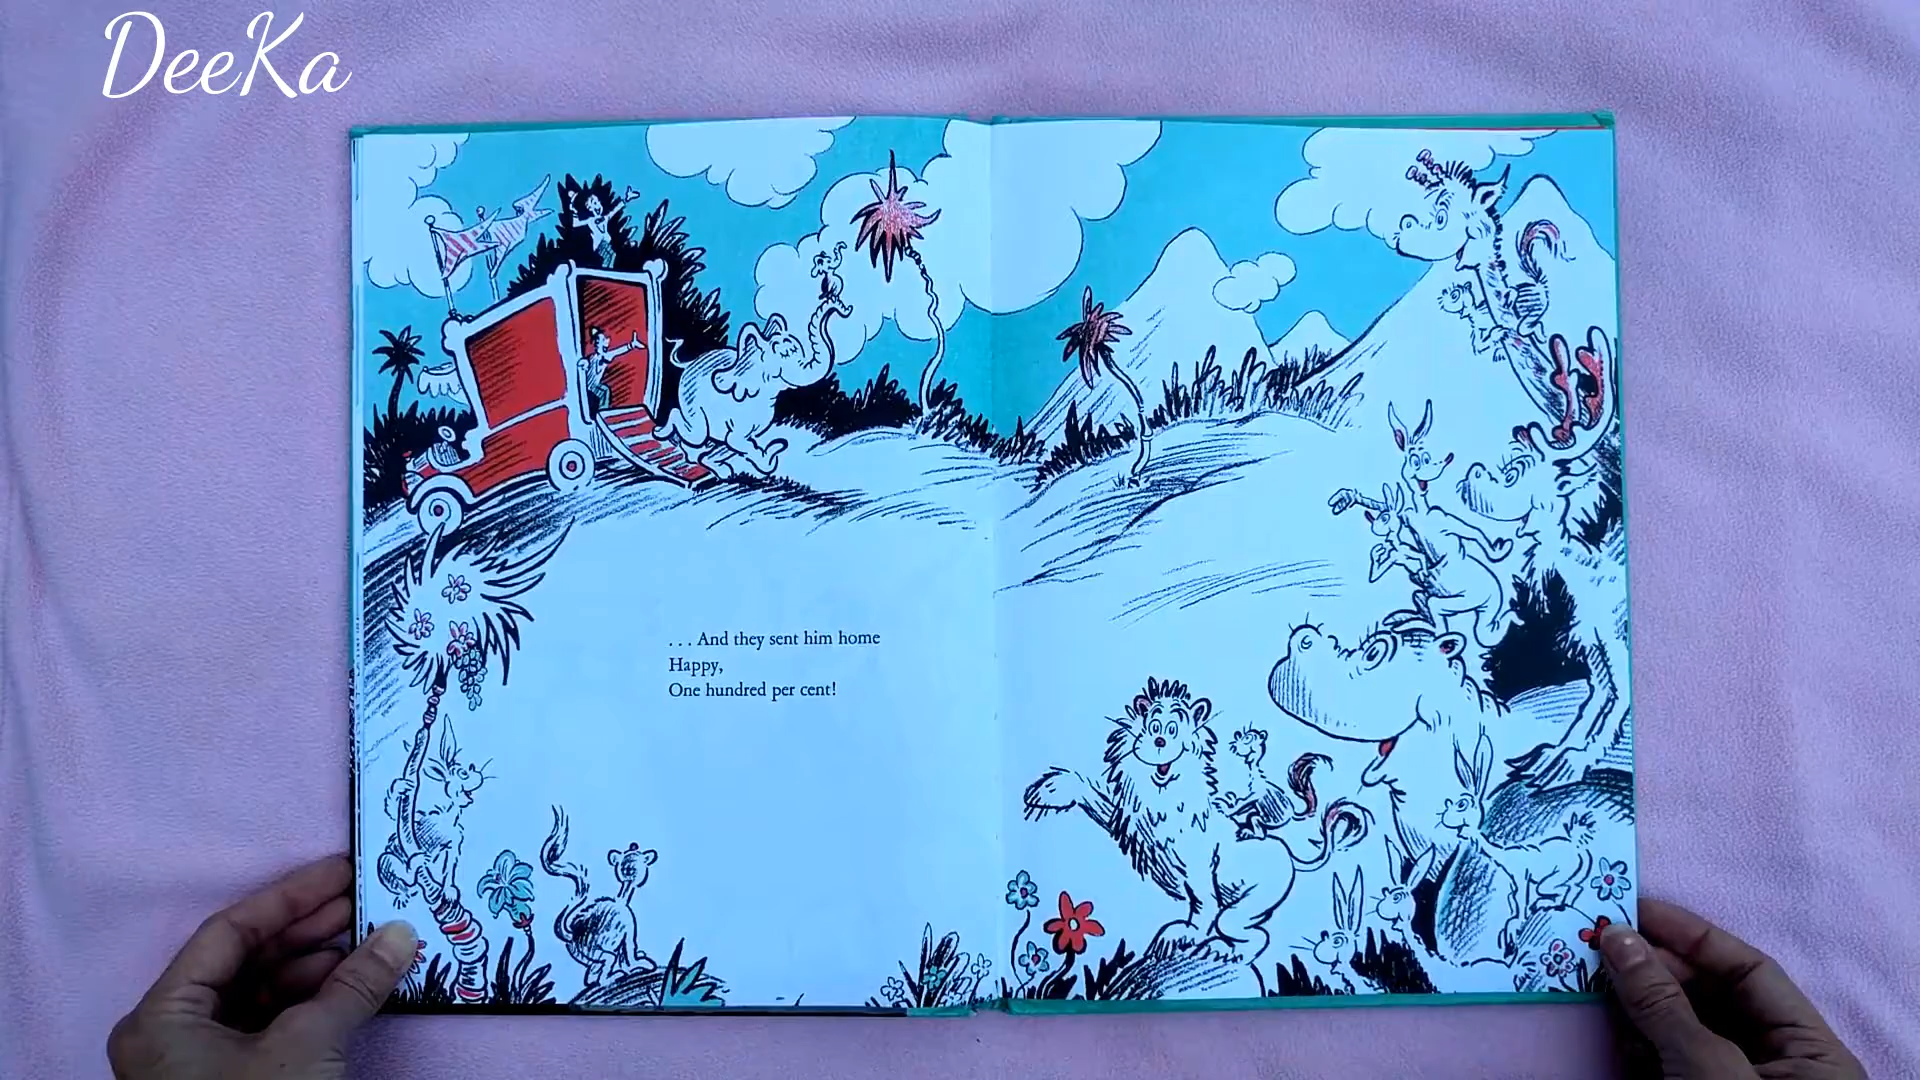 DeeKa
. . . And they sent him home
Happy,
One hundred per cent!